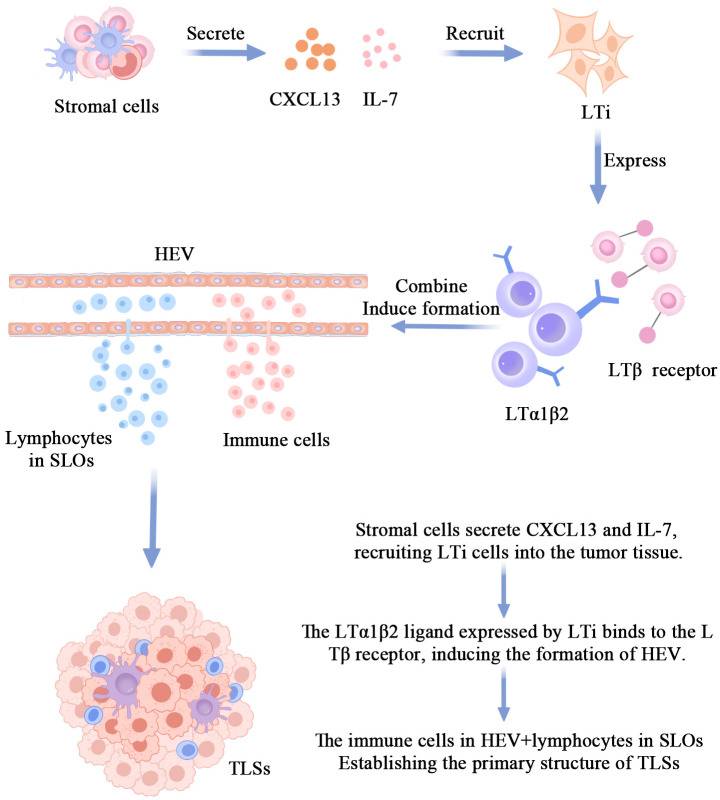 Secrete
Recruit
Stromal cells
CXCL13
IL-7
LTi
Express
HEV
Combine
Induce formation
LTβ receptor
LTα1β2
Lymphocytes
in SLOs
Immune cells
Stromal cells secrete CXCL13 and IL-7,
recruiting LTi cells into the tumor tissue.
The LTα1β2 ligand expressed by LTi binds to the L
Tβ receptor, inducing the formation of HEV.
The immune cells in HEV+lymphocytes in SLOs
Establishing the primary structure of TLSs
TLSs